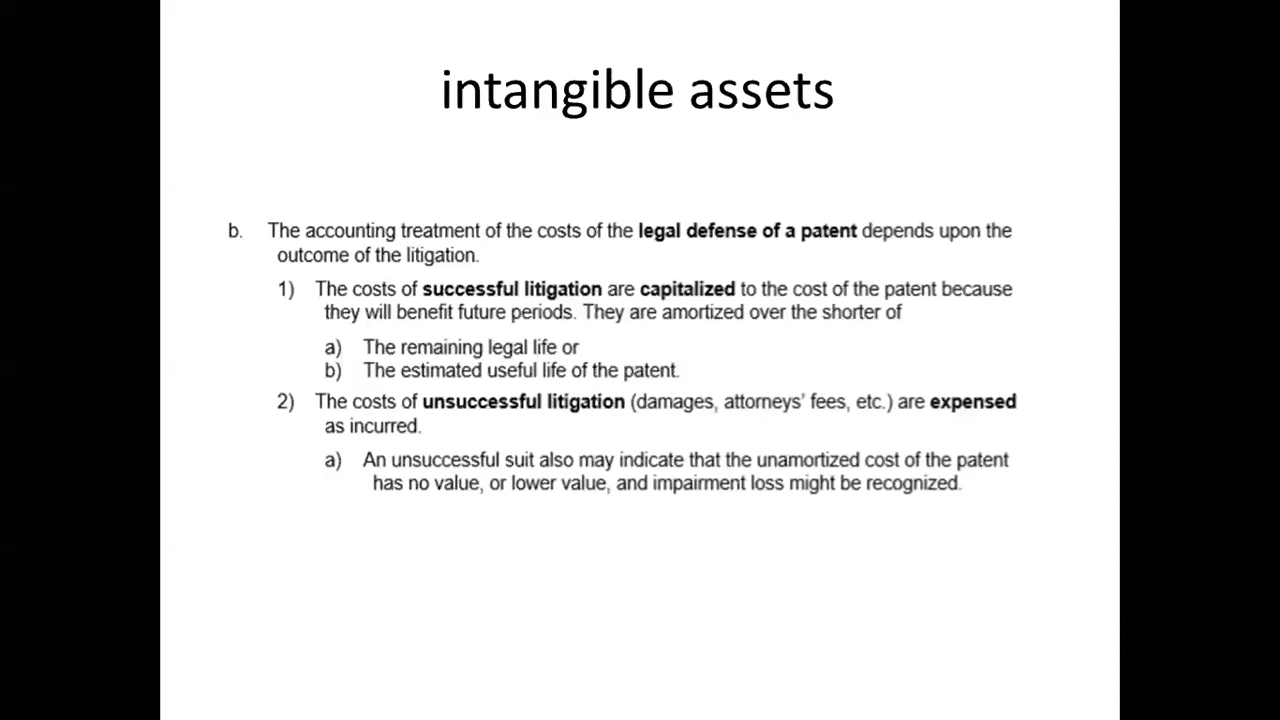 intangible assets
b. The accounting treatment of the costs of the legal defense of a patent depends upon the
outcome of the litigation.
1) The costs of successful litigation are capitalized to the cost of the patent because
they will benefit future periods. They are amortized over the shorter of
a) The remaining legal life or
b) The estimated useful life of the patent.
2) The costs of unsuccessful litigation (damages, attorneys' fees, etc.) are expensed
as incurred.
a) An unsuccessful suit also may indicate that the unamortized cost of the patent
has no value, or lower value, and impairment loss might be recognized.